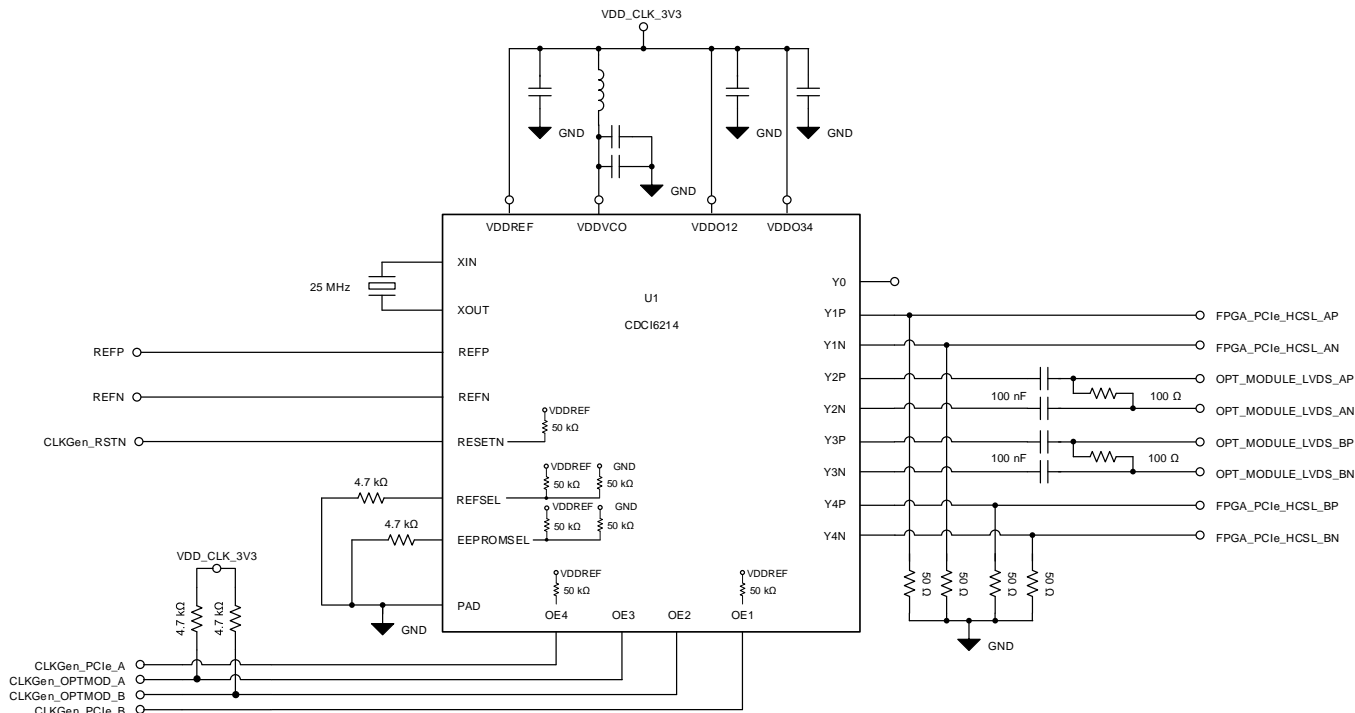 VDD_CLK_3V3
GND
GND
GND
GND
VDDREF
VDDVCO
VDDO12
VDDO34
XIN
25 MHz
XOUT
U1
CDCI6214
Y0
Y1P
FPGA_PCIe_HCSL_AP
Y1N
FPGA_PCIe_HCSL_AN
REFP
REFP
Y2P
OPT_MODULE_LVDS_AP
100 nF
100 Ω
REFN
REFN
Y2N
OPT_MODULE_LVDS_AN
VDDREF
50 kΩ
CLKGen_RSTN
RESETN
Y3P
OPT_MODULE_LVDS_BP
100 nF
100 Ω
VDDREF
GND
50 kΩ
50 kΩ
Y3N
OPT_MODULE_LVDS_BN
4.7 kΩ
REFSEL
Y4P
FPGA_PCIe_HCSL_BP
VDDREF
GND
50 kΩ
50 kΩ
4.7 kΩ
EEPROMSEL
Y4N
FPGA_PCIe_HCSL_BN
VDD_CLK_3V3
VDDREF
50 kΩ
VDDREF
50 kΩ
50 Ω
50 Ω
50 Ω
50 Ω
4.7 kΩ
4.7 kΩ
PAD
GND
OE4
OE3
OE2
OE1
GND
CLKGen_PCIe_A
CLKGen_OPTMOD_A
CLKGen_OPTMOD_B
CLKGen_PCIe_B